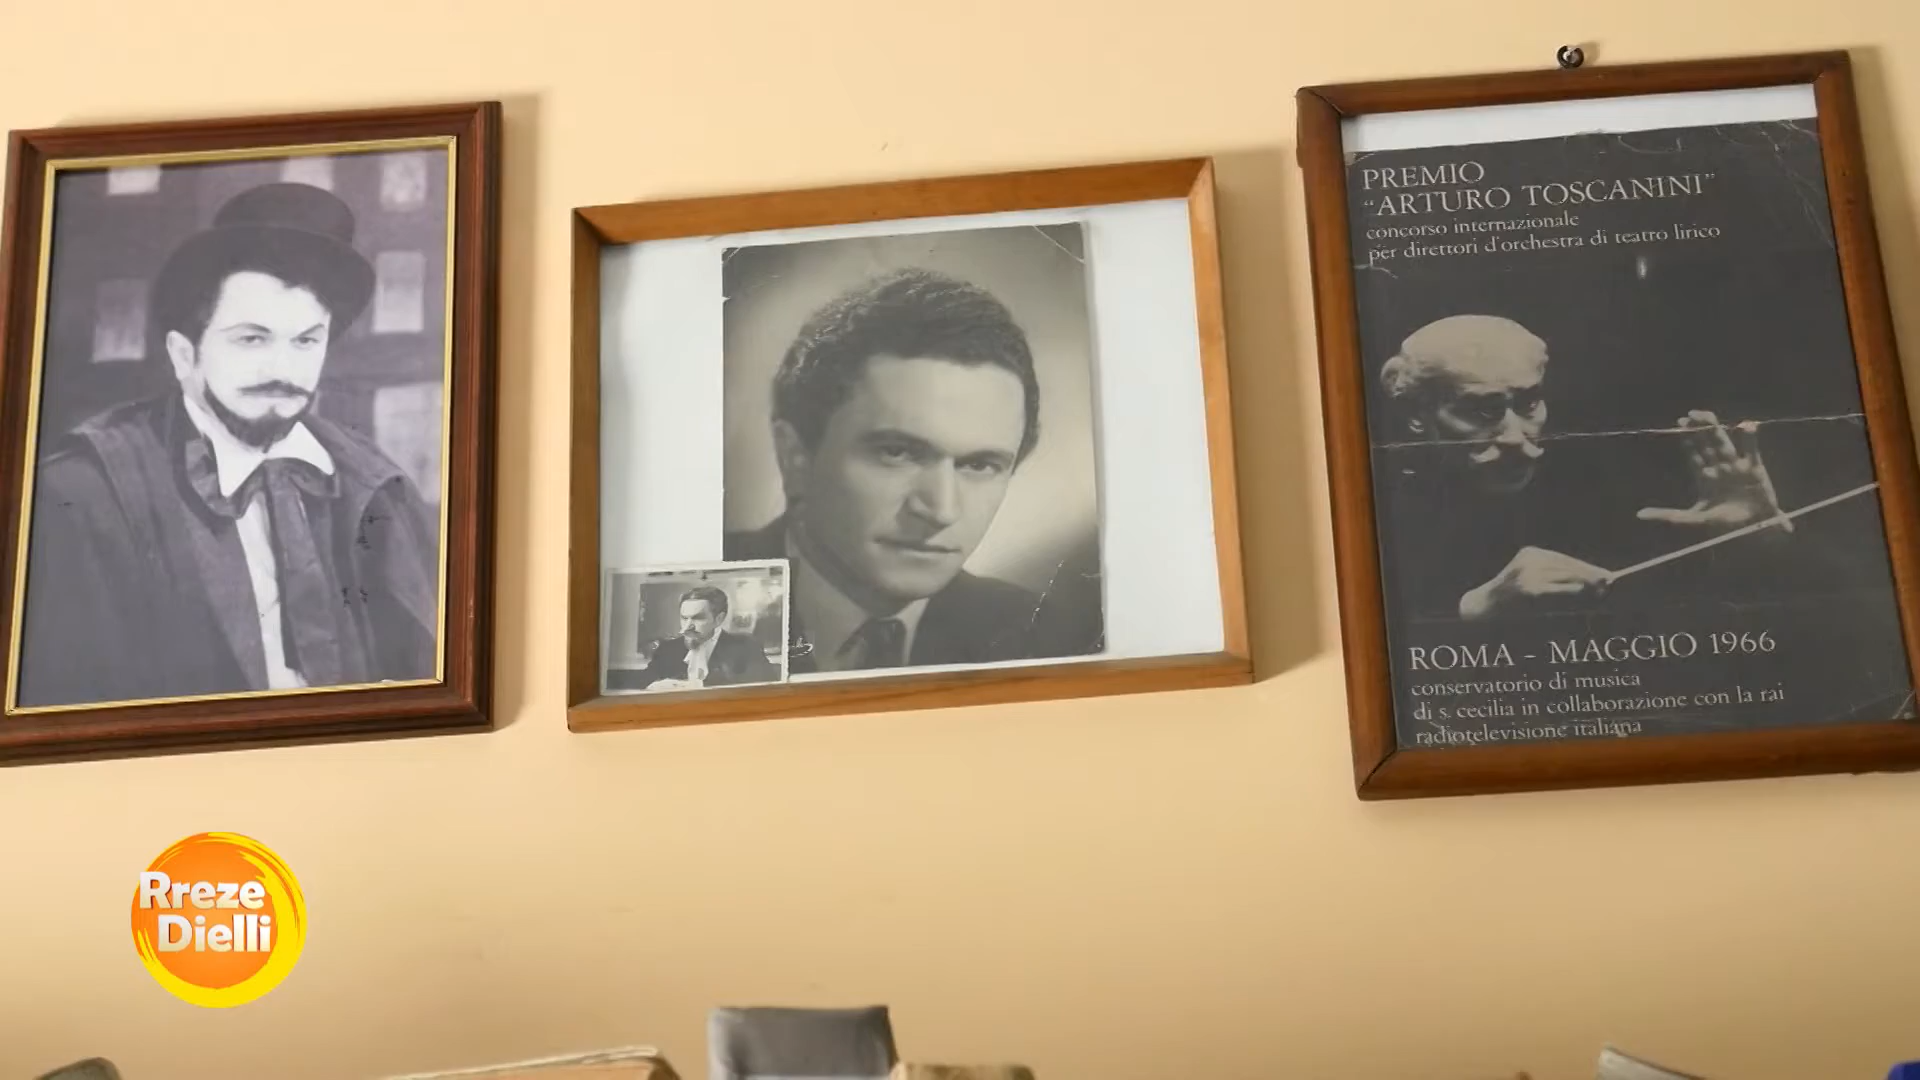 PREMIO
"ARTURO TOSCANINI"
concorso internazionale
per direttori d'orchestra di teatro lirico
ROMA - MAGGIO 1966
conservatorio di musica
di s. cecilia in collaborazione con la rai
radiotelevisione italiana
Rreze
Dielli